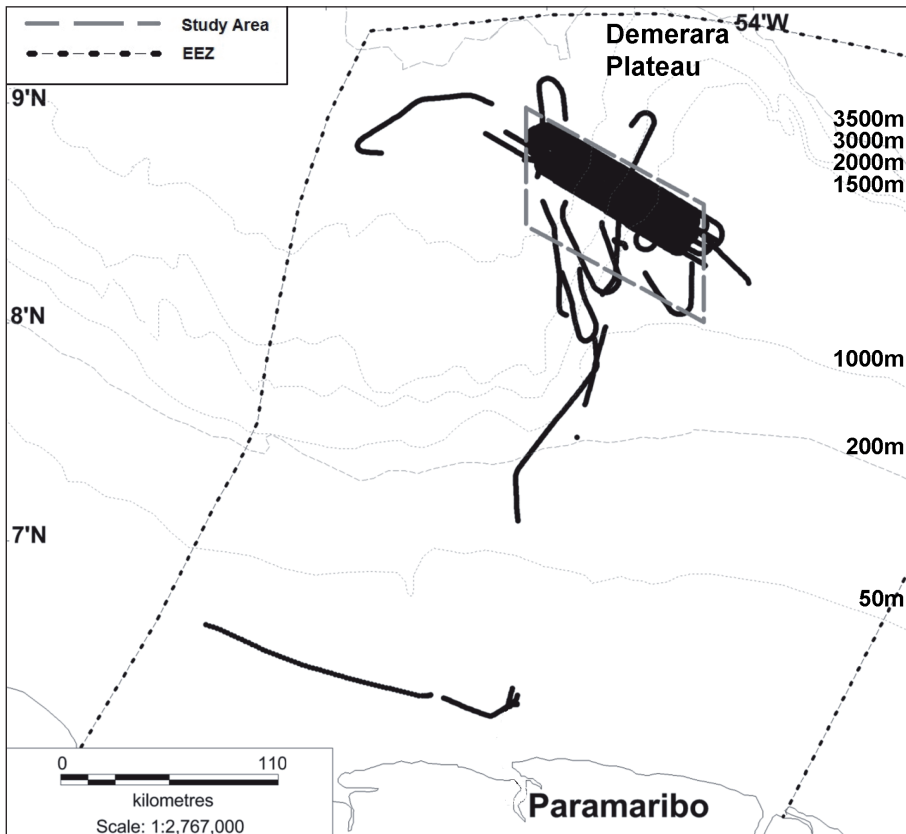 Study Area
EEZ
54'W
Demerara
Plateau
9'N
3500m
3000m
2000m
1500m
8'N
1000m
200m
7'N
50m
0 110
kilometres
Scale: 1:2,767,000
Paramaribo